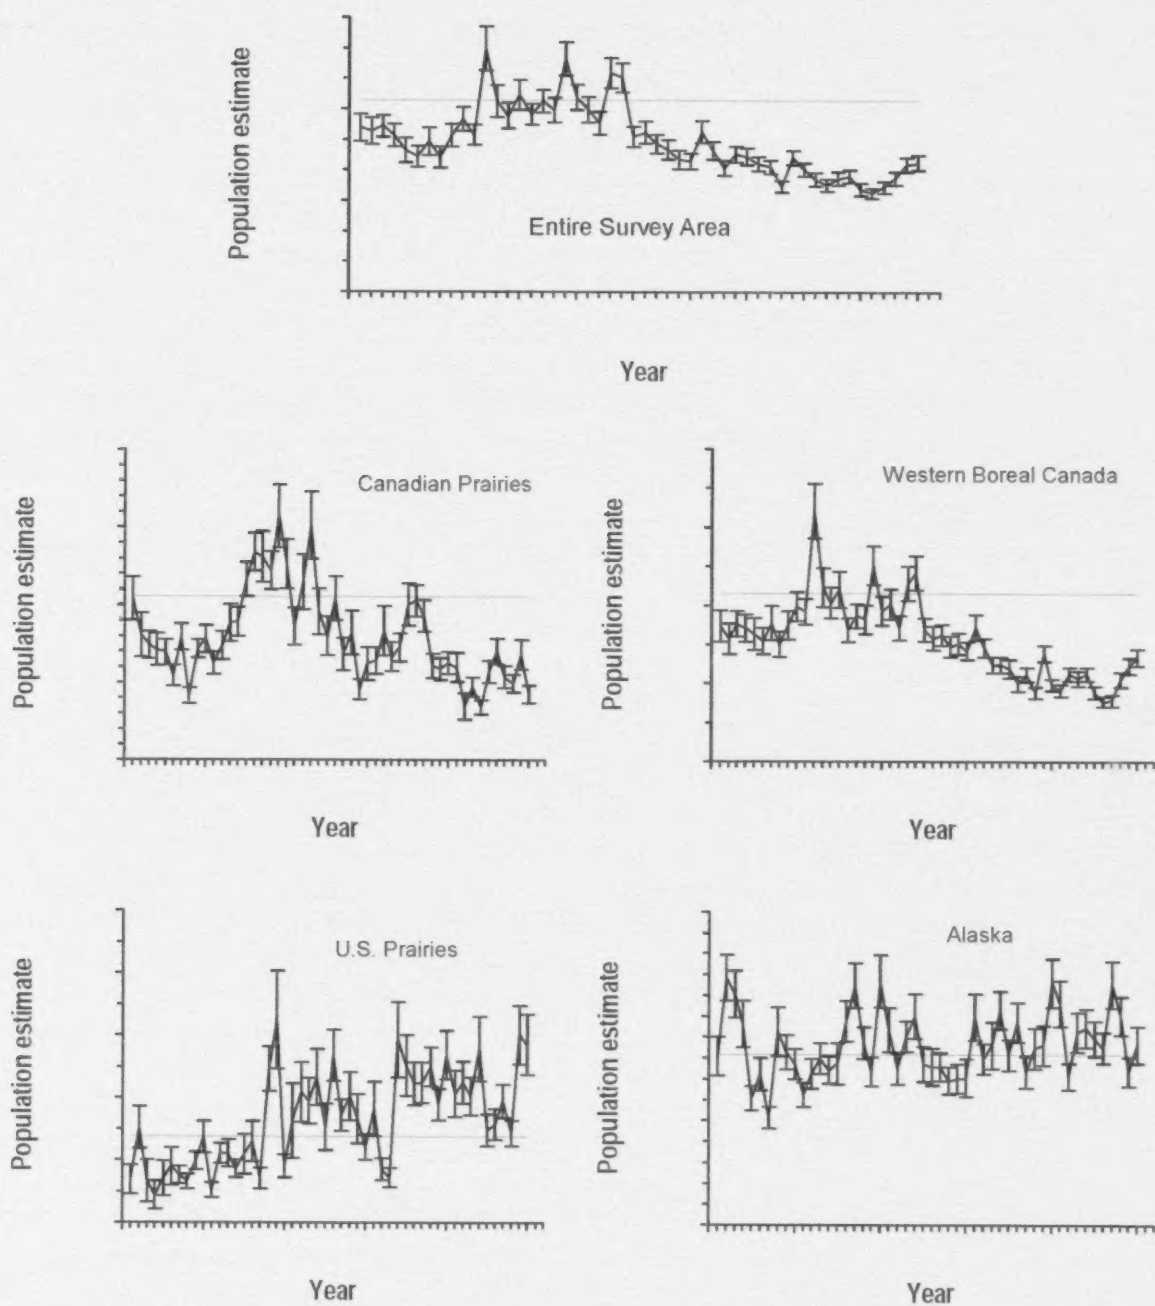 Population estimate
Entire Survey Area
Year
Population estimate
Canadian Prairies
Year
Population estimate
Western Boreal Canada
Year
Population estimate
U.S. Prairies
Year
Population estimate
Alaska
Year